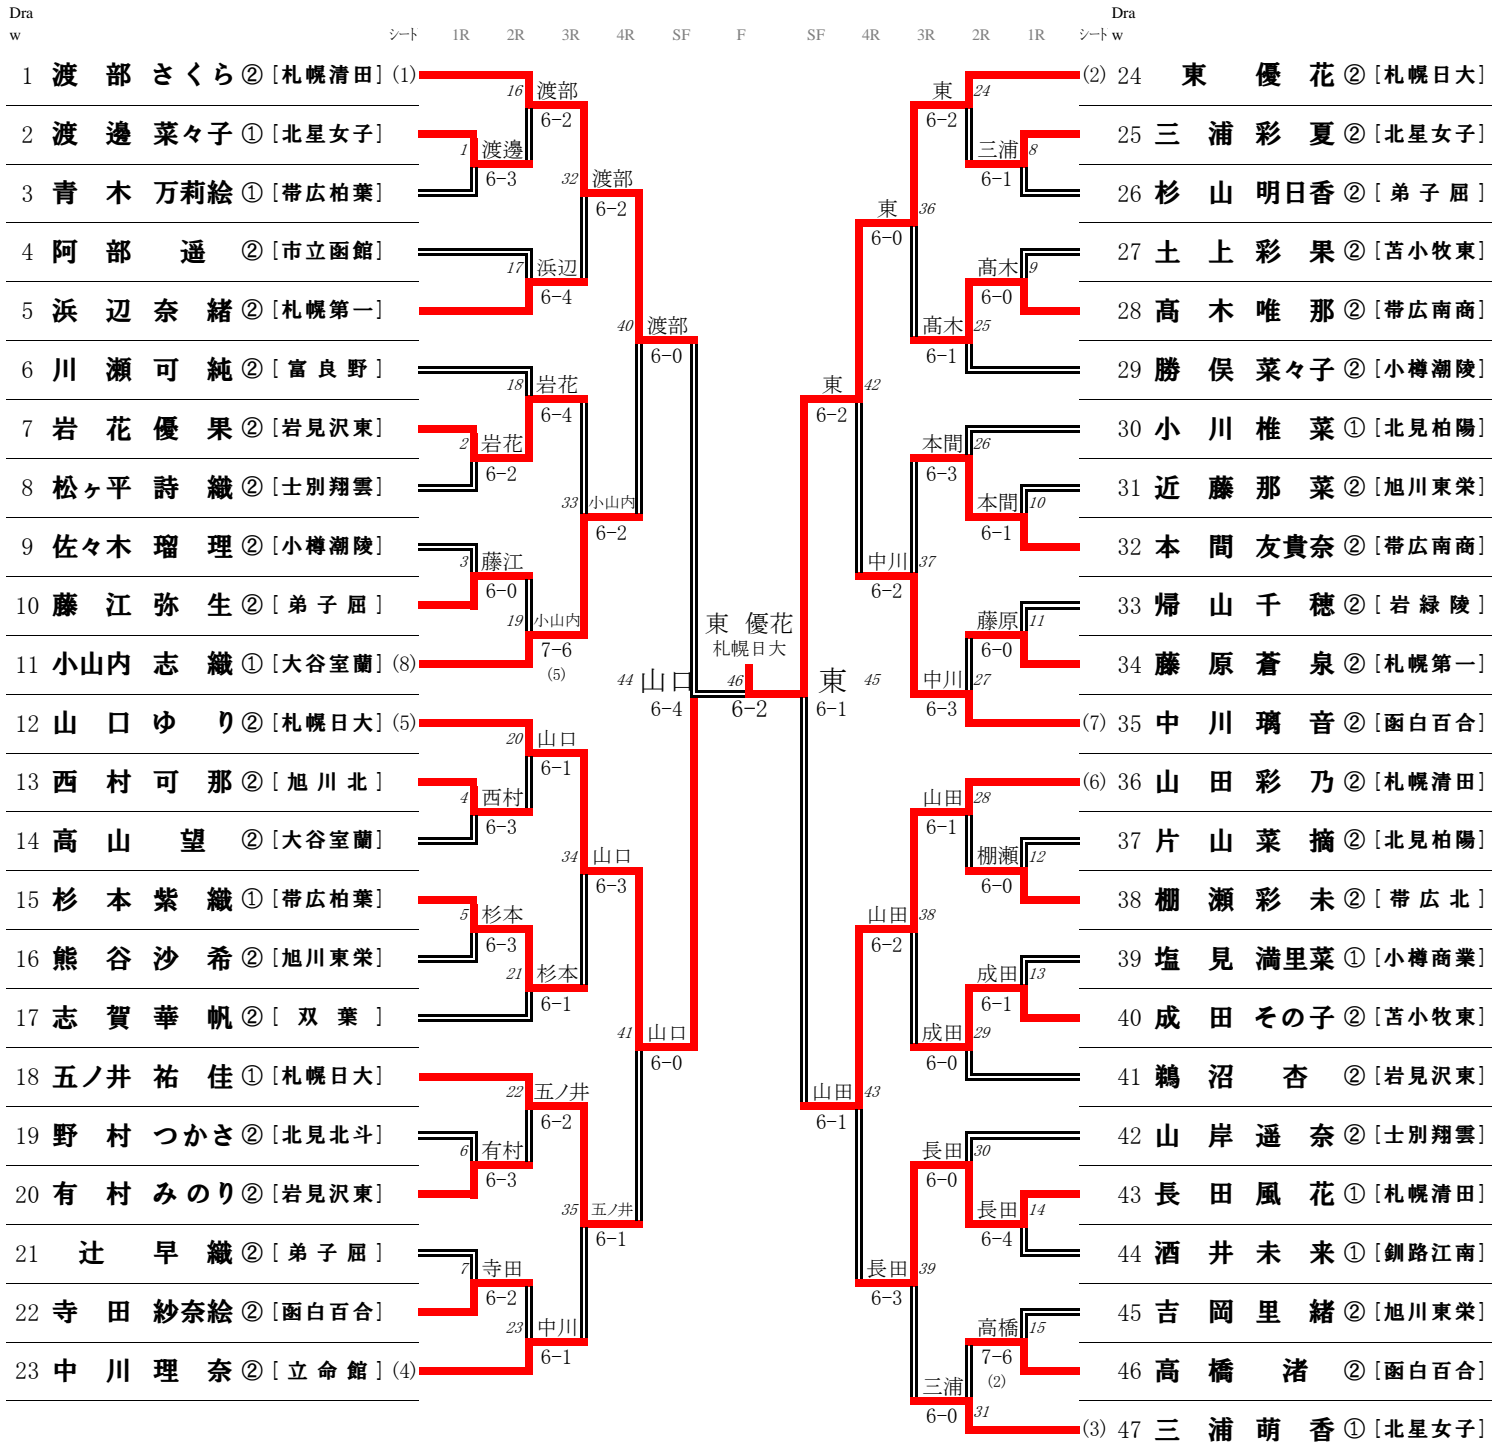 Dra
w シート 1R 2R 3R 4R SF F SF 4R 3R 2R 1R シート Dra
w
1 渡 部 さくら ② [札幌清田] (1)
2 渡 邊 菜々子 ① [北星女子]
3 青 木 万莉絵 ① [帯広柏葉]
4 阿 部 遥 ② [市立函館]
5 浜 辺 奈 緒 ② [札幌第一]
6 川 瀬 可 純 ② [富良野]
7 岩 花 優 果 ② [岩見沢東]
8 松ヶ平 詩 織 ② [士別翔雲]
9 佐々木 瑠 理 ② [小樽潮陵]
10 藤 江 弥 生 ② [弟子屈]
11 小山内 志 織 ① [大谷室蘭] (8)
12 山 口 ゆ り ② [札幌日大] (5)
13 西 村 可 那 ② [旭川北]
14 高 山 望 ② [大谷室蘭]
15 杉 本 紫 織 ① [帯広柏葉]
16 熊 谷 沙 希 ② [旭川東栄]
17 志 賀 華 帆 ② [双葉]
18 五ノ井 祐 佳 ① [札幌日大]
19 野 村 つかさ ② [北見北斗]
20 有 村 みのり ② [岩見沢東]
21 辻 早 織 ② [弟子屈]
22 寺 田 紗奈絵 ② [函白百合]
23 中 川 理 奈 ② [立命館] (4)
1 渡邊
6-3
2 岩花
6-2
3 藤江
6-0
4 西村
6-3
5 杉本
6-3
6 有村
6-3
7 寺田
6-2
16 渡部
6-2
17 浜辺
6-4
18 岩花
6-4
19 小山内
7-6
(5)
20 山口
6-1
21 杉本
6-1
22 五ノ井
6-2
23 中川
6-1
32 渡部
6-2
33 小山内
6-2
34 山口
6-3
35 五ノ井
6-1
40 渡部
6-0
41 山口
6-0
44 山口
6-4
東 優花
札幌日大
46
6-2
東 45
6-1
東 42
6-2
山田 43
6-1
東 36
6-0
中川 37
6-2
山田 38
6-2
長田 39
6-3
東 24
6-2
髙木 25
6-1
本間 26
6-3
中川 27
6-3
山田 28
6-1
成田 29
6-0
長田 30
6-0
三浦 31
6-0
三浦 8
6-1
髙木 9
6-0
本間 10
6-1
藤原 11
6-0
棚瀬 12
6-0
成田 13
6-1
長田 14
6-4
高橋 15
7-6
(2)
(2) 24 東 優 花 ② [札幌日大]
25 三 浦 彩 夏 ② [北星女子]
26 杉 山 明日香 ② [弟子屈]
27 土 上 彩 果 ② [苫小牧東]
28 髙 木 唯 那 ② [帯広南商]
29 勝 俣 菜々子 ② [小樽潮陵]
30 小 川 椎 菜 ① [北見柏陽]
31 近 藤 那 菜 ② [旭川東栄]
32 本 間 友貴奈 ② [帯広南商]
33 帰 山 千 穂 ② [岩緑陵]
34 藤 原 蒼 泉 ② [札幌第一]
(7) 35 中 川 璃 音 ② [函白百合]
(6) 36 山 田 彩 乃 ② [札幌清田]
37 片 山 菜 摘 ② [北見柏陽]
38 棚 瀬 彩 未 ② [帯広北]
39 塩 見 満里菜 ① [小樽商業]
40 成 田 その子 ② [苫小牧東]
41 鵜 沼 杏 ② [岩見沢東]
42 山 岸 遥 奈 ② [士別翔雲]
43 長 田 風 花 ① [札幌清田]
44 酒 井 未 来 ① [釧路江南]
45 吉 岡 里 緒 ② [旭川東栄]
46 高 橋 渚 ② [函白百合]
(3) 47 三 浦 萌 香 ① [北星女子]